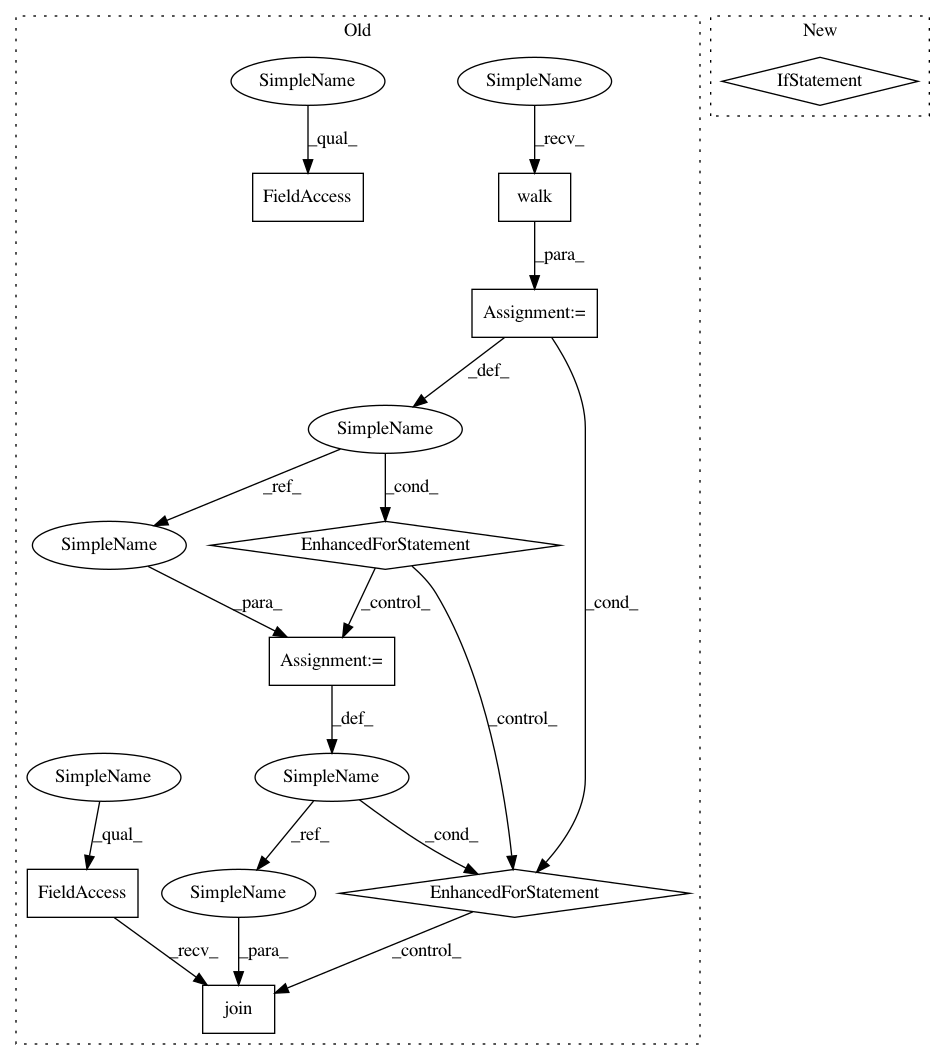 Old
New
SimpleName
SimpleName
IfStatement
_qual_
_recv_
FieldAccess
walk
_para_
Assignment:=
_def_
SimpleName
_ref_
_cond_
SimpleName
EnhancedForStatement
_para_
_control_
_cond_
Assignment:=
_def_
_control_
SimpleName
SimpleName
_qual_
_ref_
_cond_
FieldAccess
SimpleName
EnhancedForStatement
_recv_
_para_
_control_
join